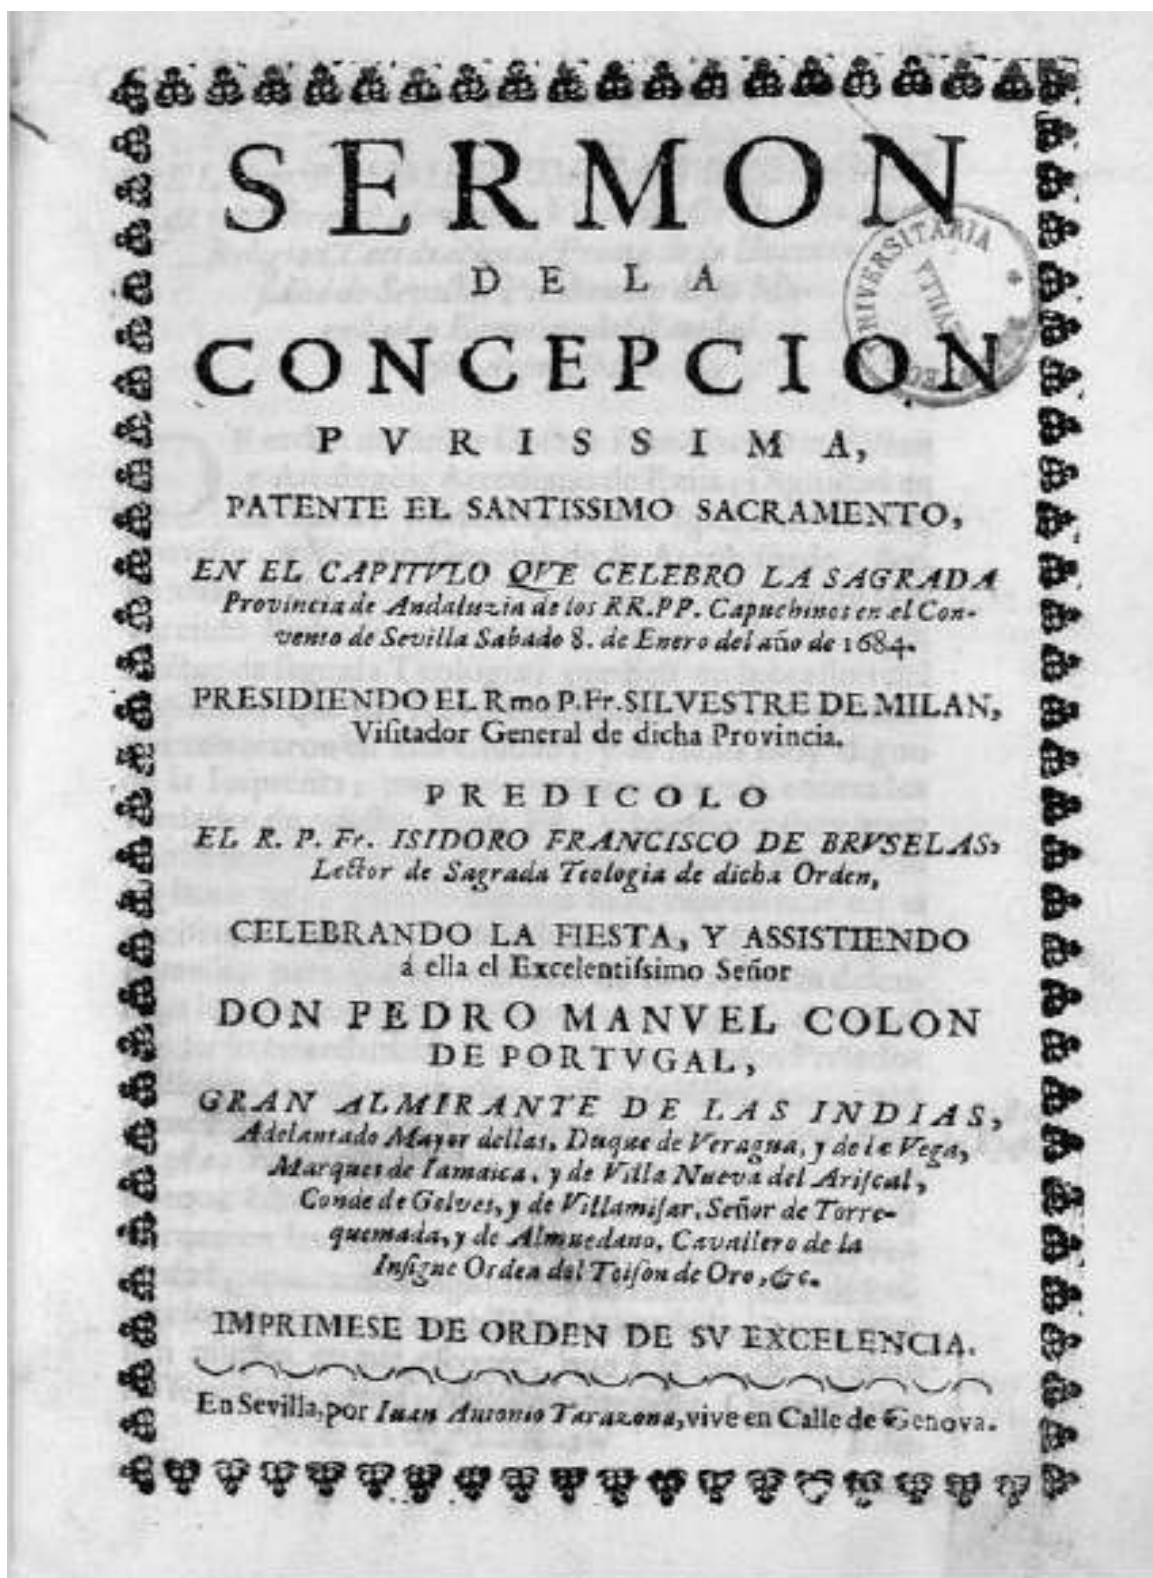 SERMON
DE LA
CONCEPCION
PVRISSIMA,
PATENTE EL SANTISSIMO SACRAMENTO,
EN EL CAPITVLO QVE CELEBRO LA SAGRADA
Provincia de Andaluzia de los RR.PP. Capuchinos en el Con-
vento de Sevilla Sabado 8. de Enero del año de 1684.
PRESIDIENDO EL Rmo P.Fr. SILVESTRE DE MILAN,
Viſitador General de dicha Provincia.
PREDICOLO
EL R. P. Fr. ISIDORO FRANCISCO DE BRVSELAS,
Lector de Sagrada Teologia de dicha Orden,
CELEBRANDO LA FIESTA, Y ASSISTIENDO
á ella el Excelentiſsimo Señor
DON PEDRO MANVEL COLON
DE PORTVGAL,
GRAN ALMIRANTE DE LAS INDIAS,
Adelantado Mayor dellas, Duque de Veragua, y de la Vega,
Marques de Iamaica, y de Villa Nueva del Ariſcal,
Conde de Gelves, y de Villamiſar, Señor de Torre-
quemada, y de Almuedano, Cavallero de la
Inſigne Orden del Toiſon de Oro, &c.
IMPRIMESE DE ORDEN DE SV EXCELENCIA.
En Sevilla, por Iuan Antonio Tarazona, vive en Calle de Genova.
UNIVERSITARIA